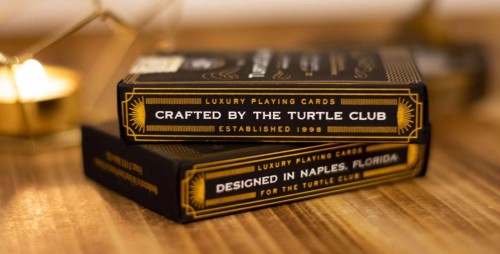 LUXURY PLAYING CARDS
CRAFTED BY THE TURTLE CLUB
ESTABLISHED 1998
LUXURY PLAYING CARDS
DESIGNED IN NAPLES, FLORIDA
FOR THE TURTLE CLUB